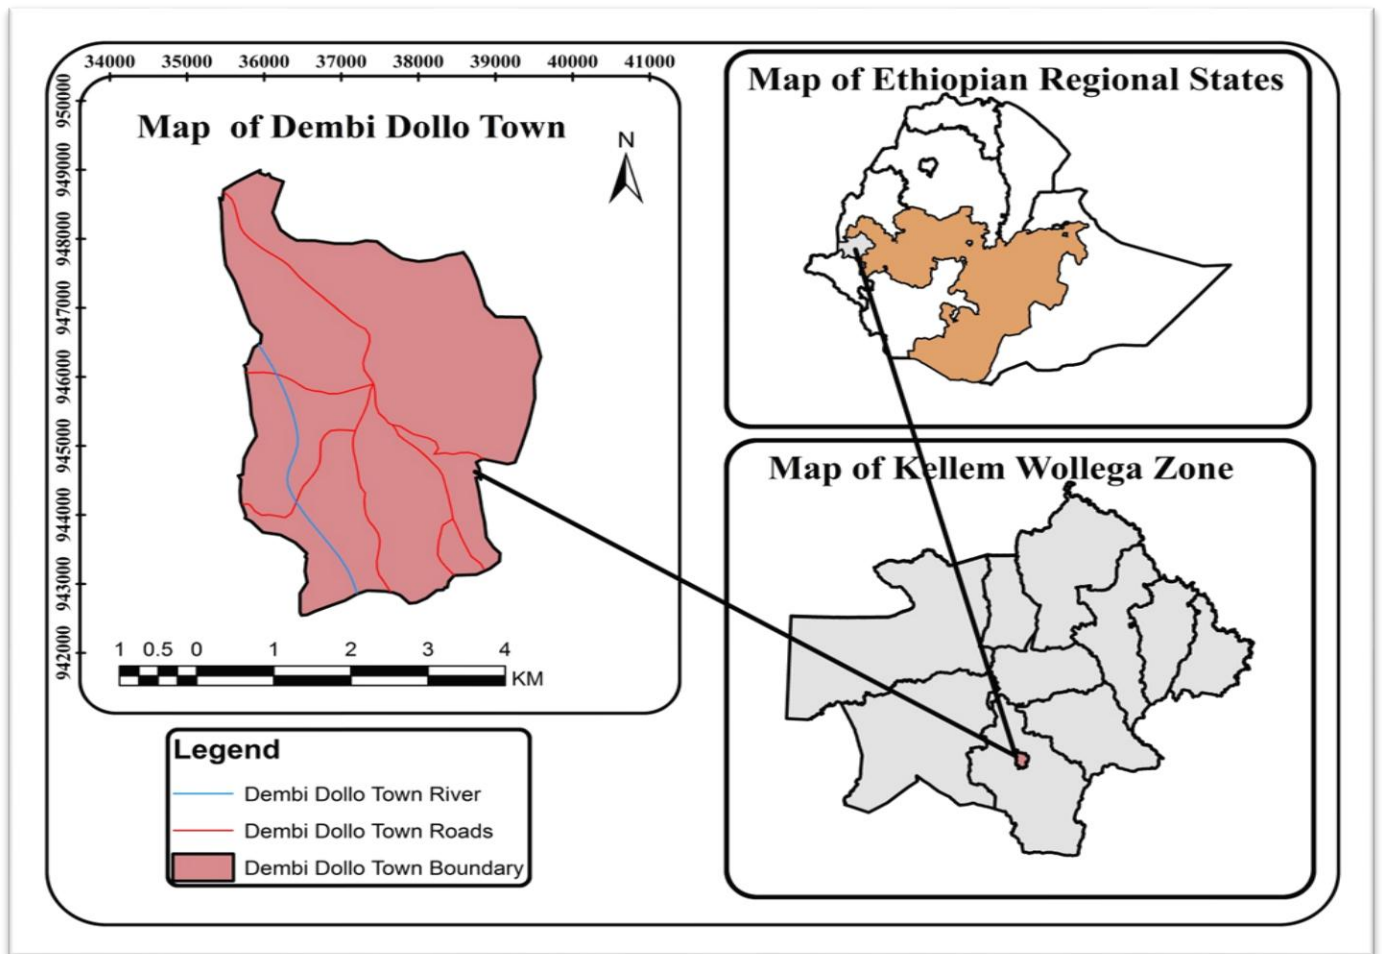 34000 35000 36000 37000 38000 39000 40000 41000
950000
949000
948000
947000
946000
945000
944000
943000
942000
Map of Dembi Dollo Town
N
1 0.5 0 1 2 3 4
KM
Legend
Dembi Dollo Town River
Dembi Dollo Town Roads
Dembi Dollo Town Boundary
Map of Ethiopian Regional States
Map of Kellem Wollega Zone